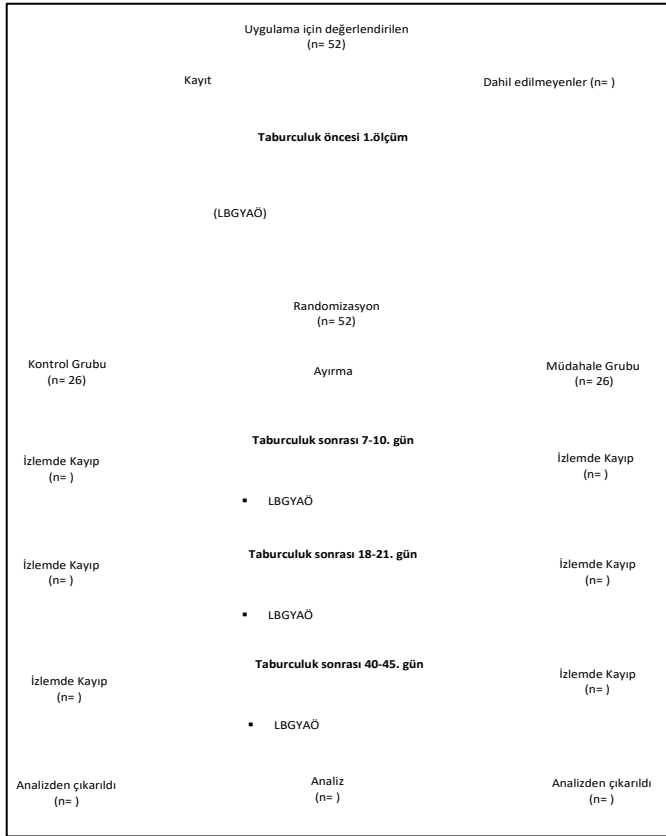 Uygulama için değerlendirilen
(n= 52)
Kayıt
Dahil edilmeyenler (n= )
Taburculuk öncesi 1.ölçüm
(LBGYAÖ)
Randomizasyon
(n= 52)
Kontrol Grubu
(n= 26)
Ayırma
Müdahale Grubu
(n= 26)
Taburculuk sonrası 7-10. gün
İzlemde Kayıp
(n= )
İzlemde Kayıp
(n= )
▪ LBGYAÖ
Taburculuk sonrası 18-21. gün
İzlemde Kayıp
(n= )
İzlemde Kayıp
(n= )
▪ LBGYAÖ
Taburculuk sonrası 40-45. gün
İzlemde Kayıp
(n= )
İzlemde Kayıp
(n= )
▪ LBGYAÖ
Analizden çıkarıldı
(n= )
Analiz
(n= )
Analizden çıkarıldı
(n= )